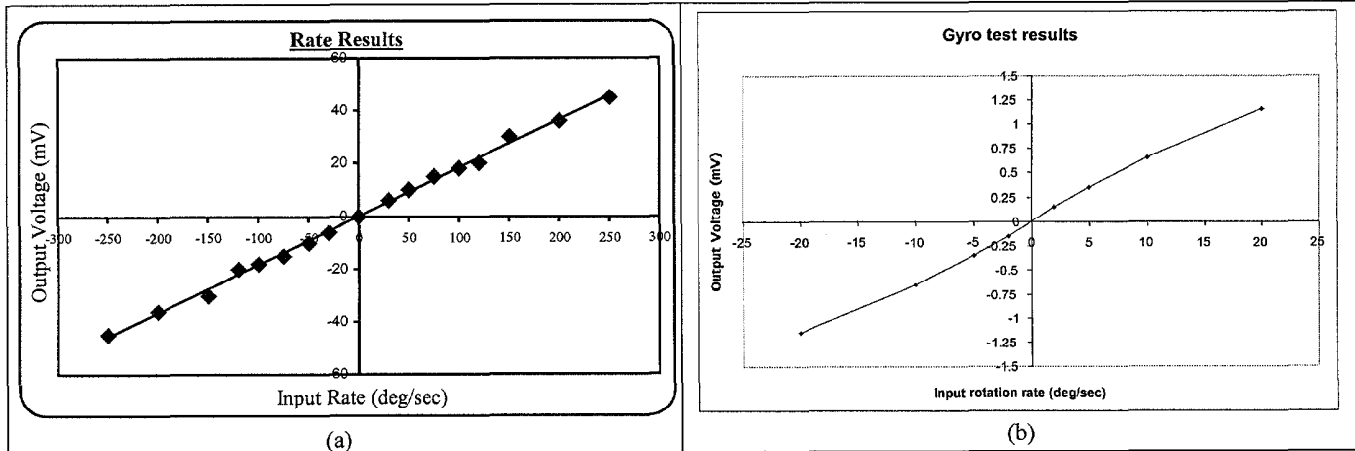 Rate Results
60
40
20
0
-20
-40
60
-300 -250 -200 -150 -100 -50 0 50 100 150 200 250 300
Output Voltage (mV)
Input Rate (deg/sec)
(a)
Gyro test results
1.5
1.25
1
0.75
0.5
0.25
0
-0.25
-0.5
-0.75
-1
-1.25
-1.5
-25 -20 -15 -10 -5 0 5 10 15 20 25
Output Voltage (mV)
Input rotation rate (deg/sec)
(b)